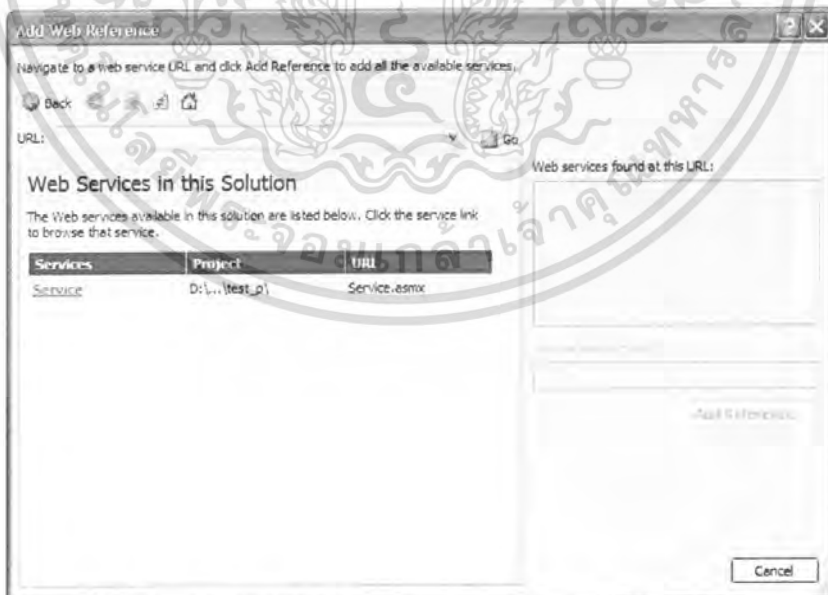 Add Web Reference
Navigate to a web service URL and click Add Reference to add all the available services.
Back
URL:
Go
Web services found at this URL:
Web Services in this Solution
The Web services available in this solution are listed below. Click the service link
to browse that service.
Services Project URL
Service D:\...\test_p\ Service.asmx
Add Reference
Cancel